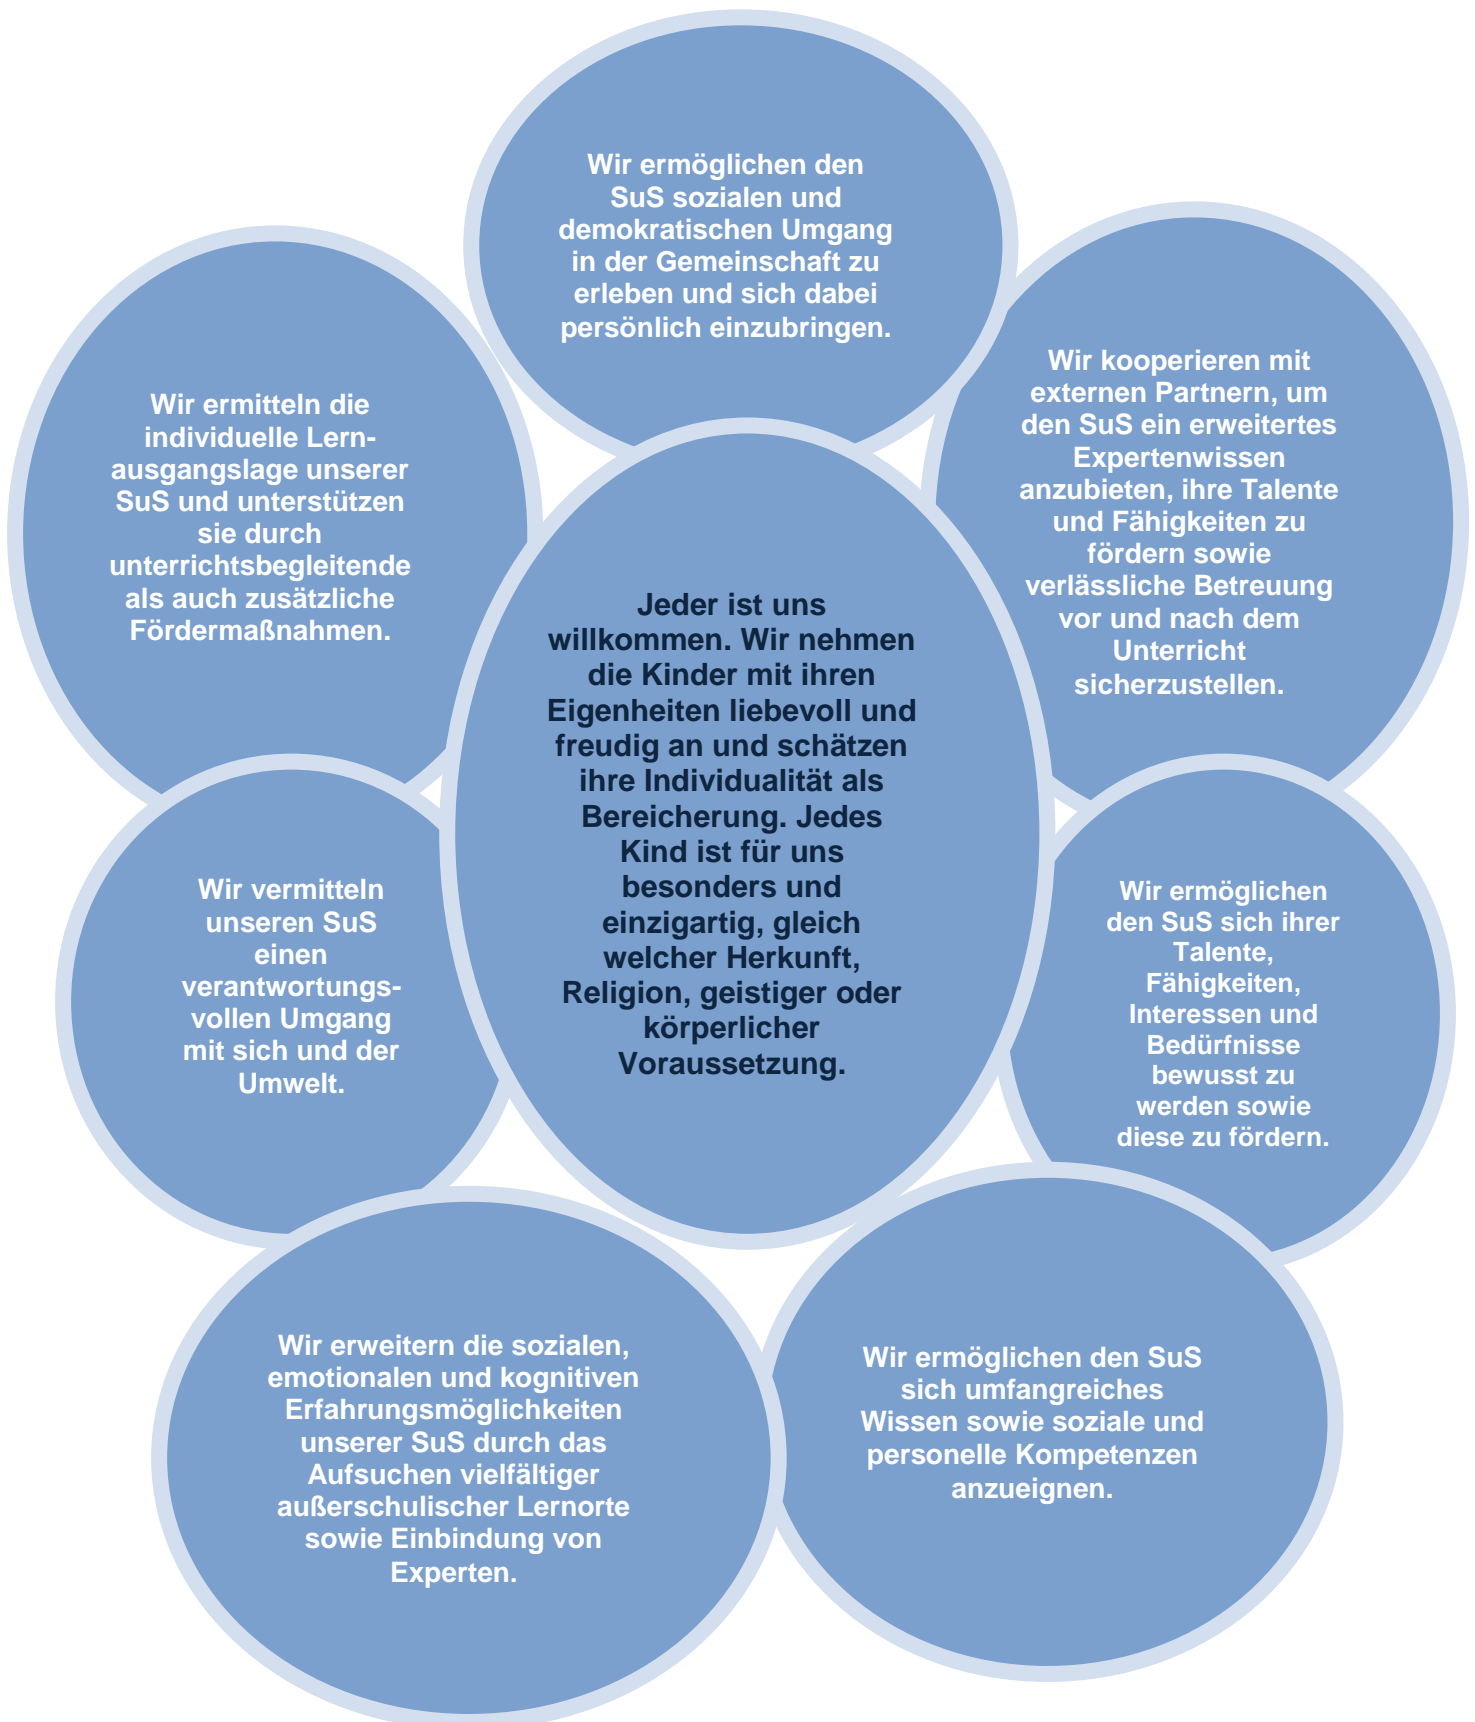 Wir ermöglichen den
SuS sozialen und
demokratischen Umgang
in der Gemeinschaft zu
erleben und sich dabei
persönlich einzubringen.
Wir kooperieren mit
externen Partnern, um
den SuS ein erweitertes
Expertenwissen
anzubieten, ihre Talente
und Fähigkeiten zu
fördern sowie
verlässliche Betreuung
vor und nach dem
Unterricht
sicherzustellen.
Wir ermitteln die
individuelle Lern-
ausgangslage unserer
SuS und unterstützen
sie durch
unterrichtsbegleitende
als auch zusätzliche
Fördermaßnahmen.
Jeder ist uns
willkommen. Wir nehmen
die Kinder mit ihren
Eigenheiten liebevoll und
freudig an und schätzen
ihre Individualität als
Bereicherung. Jedes
Kind ist für uns
besonders und
einzigartig, gleich
welcher Herkunft,
Religion, geistiger oder
körperlicher
Voraussetzung.
Wir vermitteln
unseren SuS
einen
verantwortungs-
vollen Umgang
mit sich und der
Umwelt.
Wir ermöglichen
den SuS sich ihrer
Talente,
Fähigkeiten,
Interessen und
Bedürfnisse
bewusst zu
werden sowie
diese zu fördern.
Wir erweitern die sozialen,
emotionalen und kognitiven
Erfahrungsmöglichkeiten
unserer SuS durch das
Aufsuchen vielfältiger
außerschulischer Lernorte
sowie Einbindung von
Experten.
Wir ermöglichen den SuS
sich umfangreiches
Wissen sowie soziale und
personelle Kompetenzen
anzueignen.